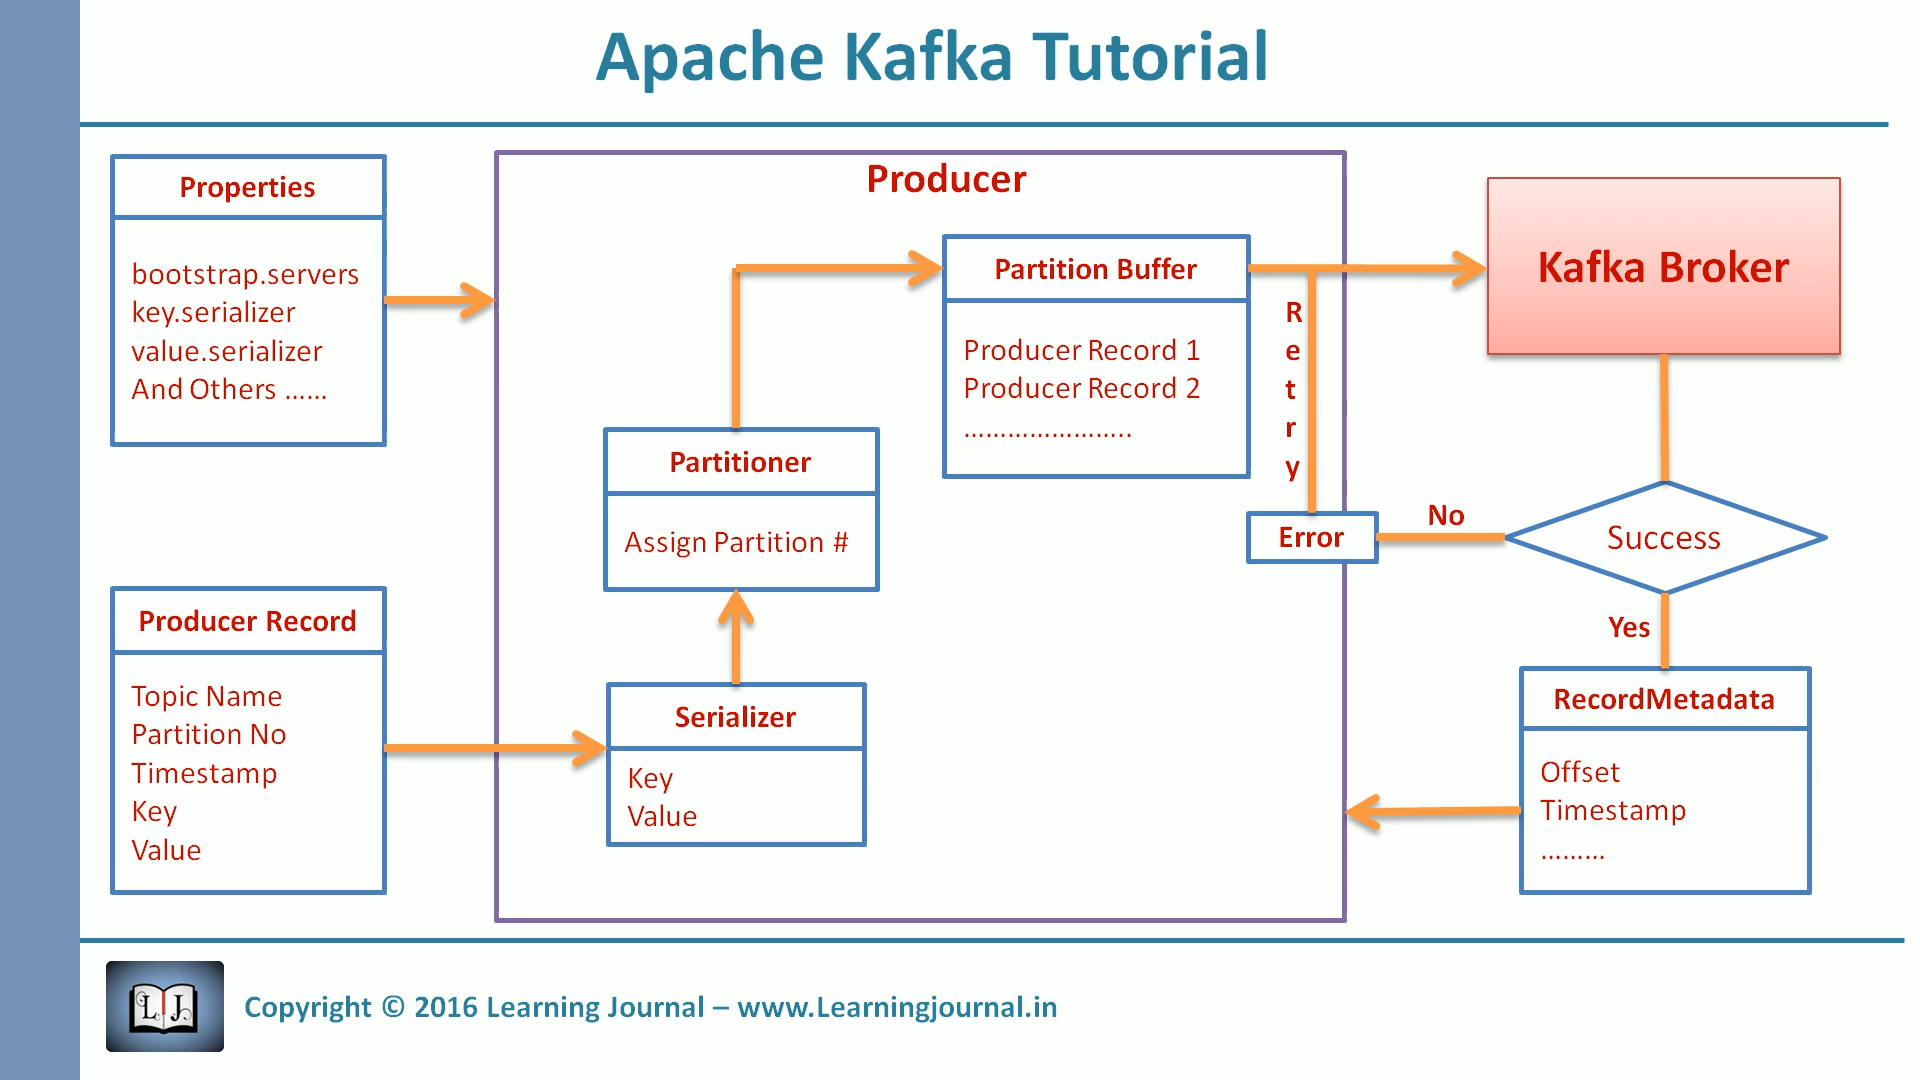 Apache Kafka Tutorial
Properties
bootstrap.servers
key.serializer
value.serializer
And Others ......
Producer Record
Topic Name
Partition No
Timestamp
Key
Value
Producer
Partitioner
Assign Partition #
Serializer
Key
Value
Partition Buffer
Producer Record 1
Producer Record 2
.......................
R
e
t
r
y
Error
No
Kafka Broker
Success
Yes
RecordMetadata
Offset
Timestamp
.........
LJ
Copyright © 2016 Learning Journal – www.Learningjournal.in